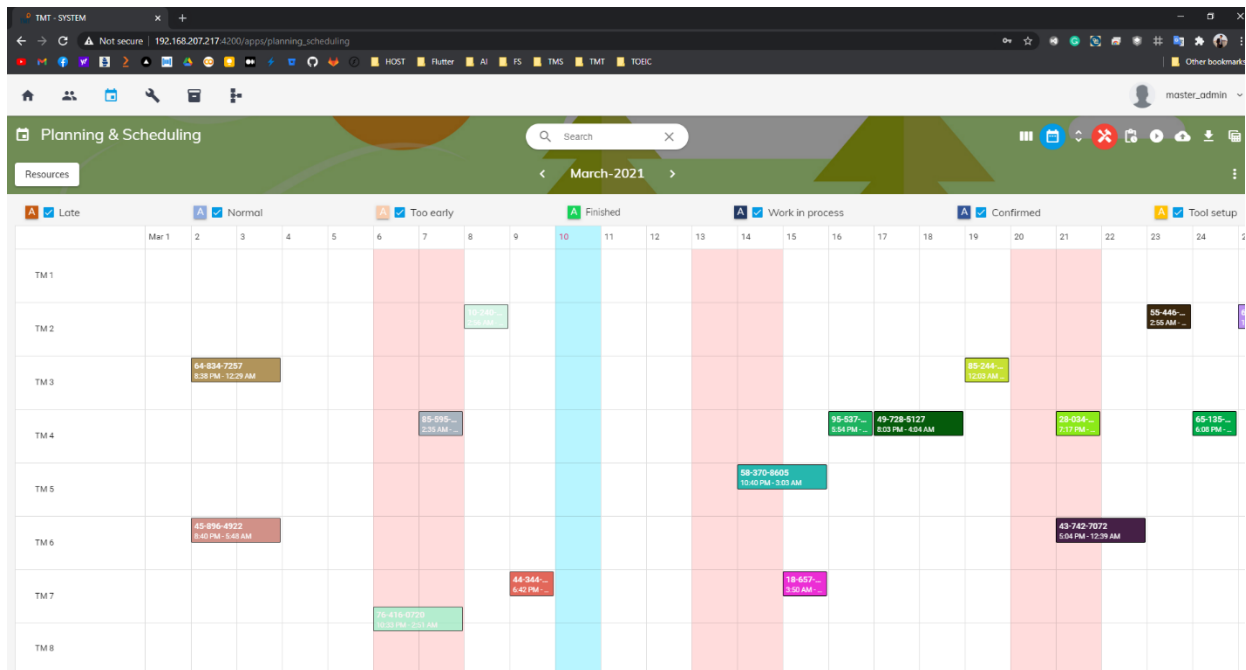 TMT - SYSTEM
Not secure | 192.168.207.217:4200/apps/planning_scheduling
HOST Flutter AI FS TMS TMT TOEIC Other bookmarks
master_admin
Planning & Scheduling
Search
Resources
March-2021
A Late A Normal A Too early A Finished A Work in process A Confirmed A Tool setup
Mar 1 2 3 4 5 6 7 8 9 10 11 12 13 14 15 16 17 18 19 20 21 22 23 24
TM 1
TM 2
55-446-...
2:55 AM - ...
TM 3
64-834-7257
8:38 PM - 12:29 AM
85-244-...
12:03 AM ...
TM 4
85-595-...
2:35 AM - ...
95-537-...
5:54 PM - ...
49-728-5127
8:03 PM - 4:04 AM
28-034-...
7:17 PM - ...
65-135-...
6:08 PM - ...
TM 5
58-370-8605
10:40 PM - 3:03 AM
TM 6
45-896-4922
8:40 PM - 5:48 AM
43-742-7072
5:04 PM - 12:39 AM
TM 7
44-344-...
6:42 PM - ...
18-657-...
3:50 AM - ...
76-416-0720
TM 8